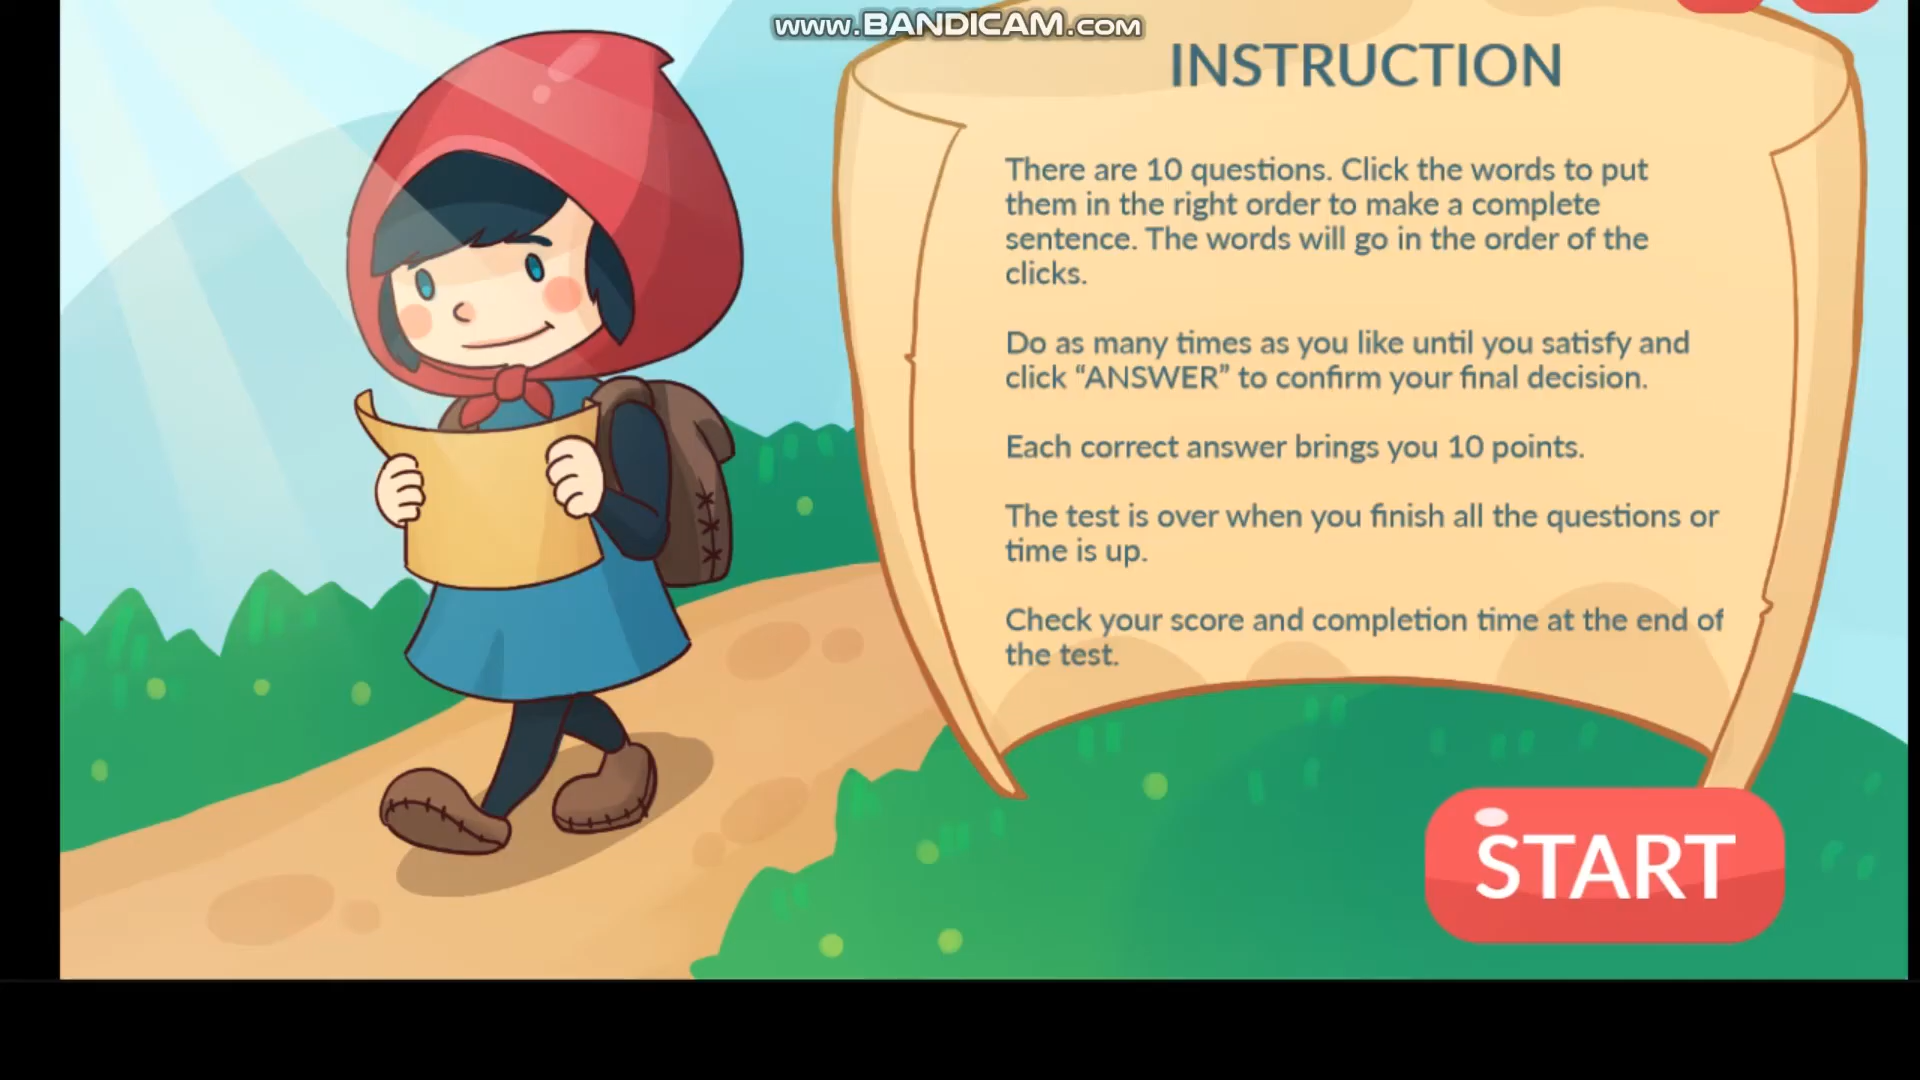 www.BANDICAM.com
INSTRUCTION
There are 10 questions. Click the words to put
them in the right order to make a complete
sentence. The words will go in the order of the
clicks.
Do as many times as you like until you satisfy and
click “ANSWER” to confirm your final decision.
Each correct answer brings you 10 points.
The test is over when you finish all the questions or
time is up.
Check your score and completion time at the end of
the test.
START